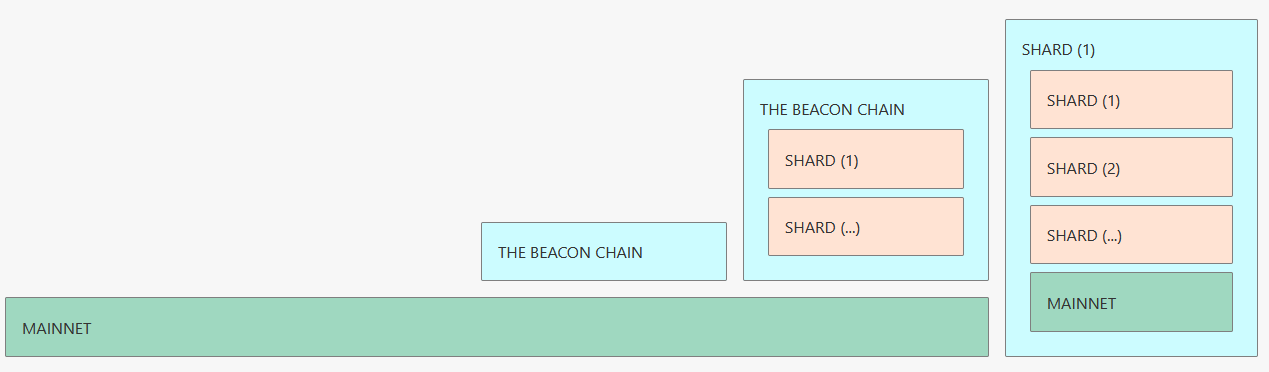 MAINNET
THE BEACON CHAIN
THE BEACON CHAIN
SHARD (1)
SHARD (...)
SHARD (1)
SHARD (1)
SHARD (2)
SHARD (...)
MAINNET